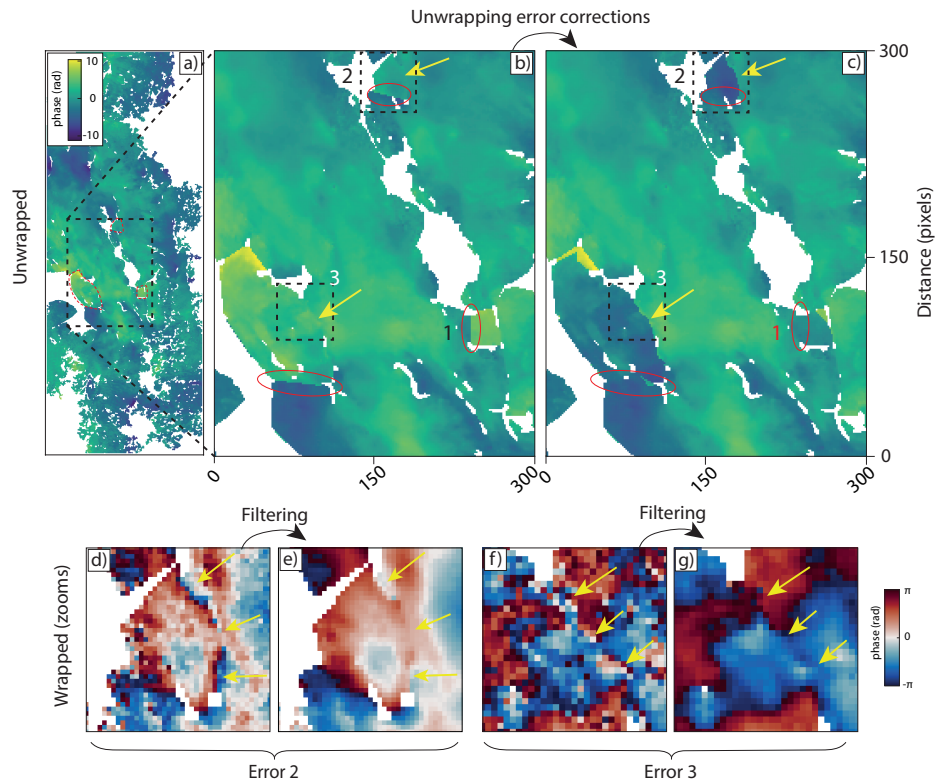 Unwrapping error corrections
a)
b)
c)
10
0
-10
phase (rad)
2
2
3
3
1
1
Unwrapped
300
150
0
Distance (pixels)
0
150
300
0
150
300
Filtering
Filtering
d)
e)
f)
g)
Wrapped (zooms)
π
0
-π
phase (rad)
Error 2
Error 3